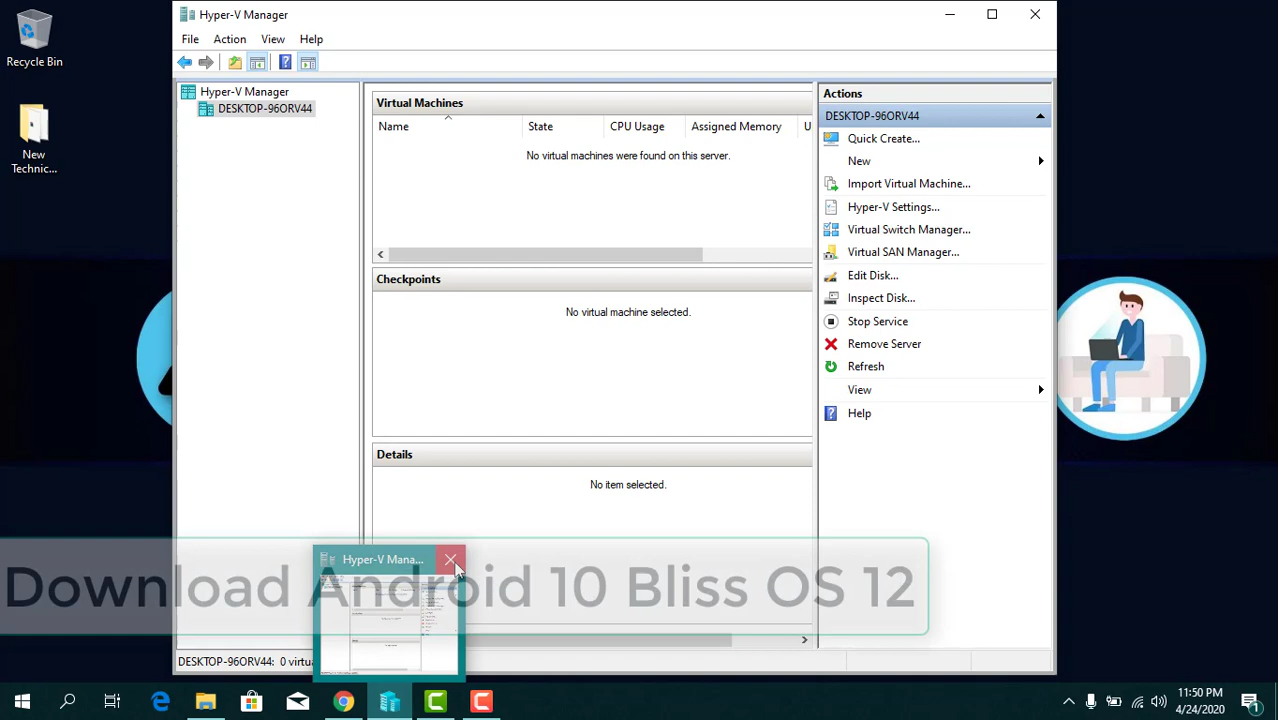 Recycle Bin
New
Technic...
Hyper-V Manager
File Action View Help
Hyper-V Manager
DESKTOP-96ORV44
Virtual Machines
Name State CPU Usage Assigned Memory U
No virtual machines were found on this server.
Checkpoints
No virtual machine selected.
Details
No item selected.
Actions
DESKTOP-96ORV44
Quick Create...
New
Import Virtual Machine...
Hyper-V Settings...
Virtual Switch Manager...
Virtual SAN Manager...
Edit Disk...
Inspect Disk...
Stop Service
Remove Server
Refresh
View
Help
Hyper-V Mana...
Download Android 10 Bliss OS 12
DESKTOP-96ORV44: 0 virtu
11:50 PM
4/24/2020